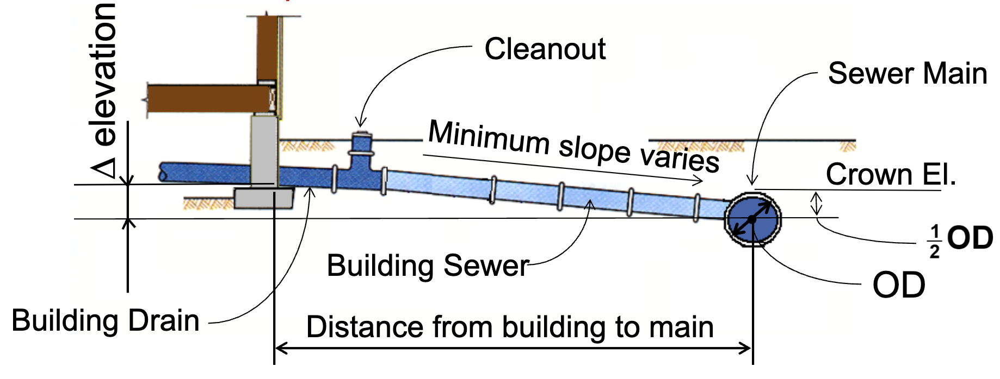 Δ elevation
Cleanout
Sewer Main
Minimum slope varies
Crown El.
½ OD
Building Sewer
OD
Building Drain
Distance from building to main